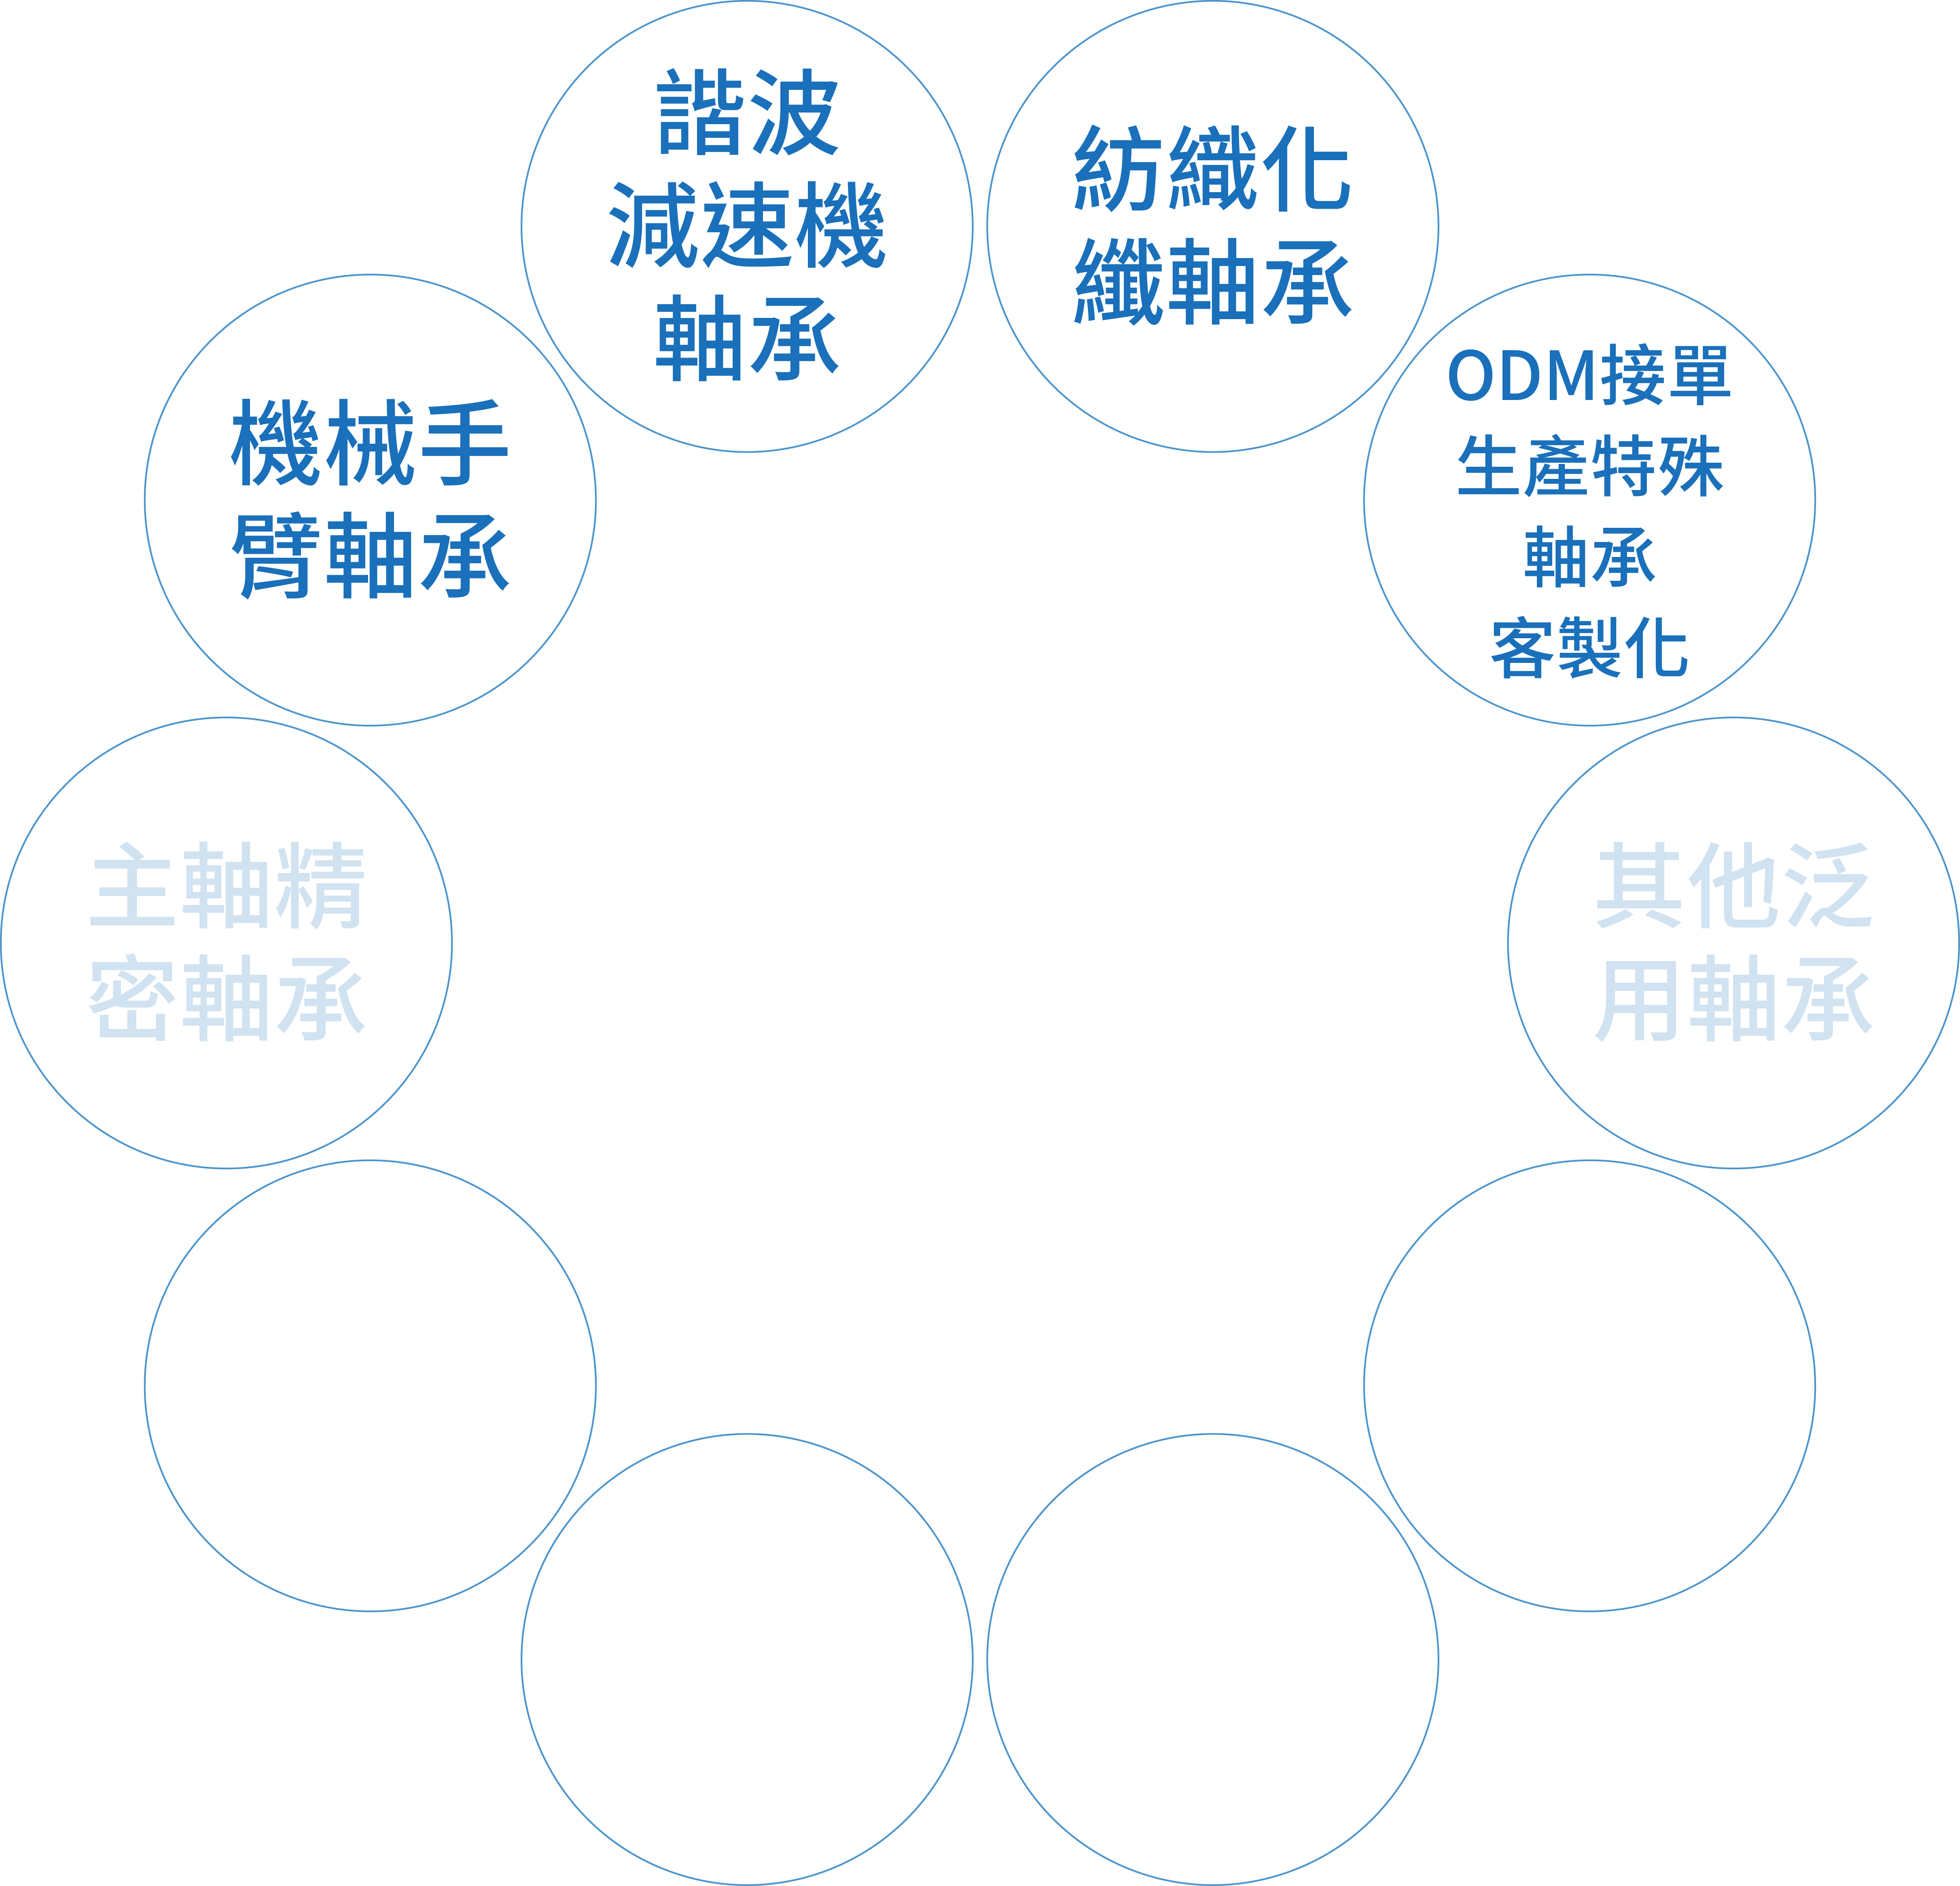 諧波
減速機
軸承
紡織化
纖軸承
機械手
臂軸承
ODM接單
生產特殊
軸承
客製化
主軸精
密軸承
其他泛
用軸承